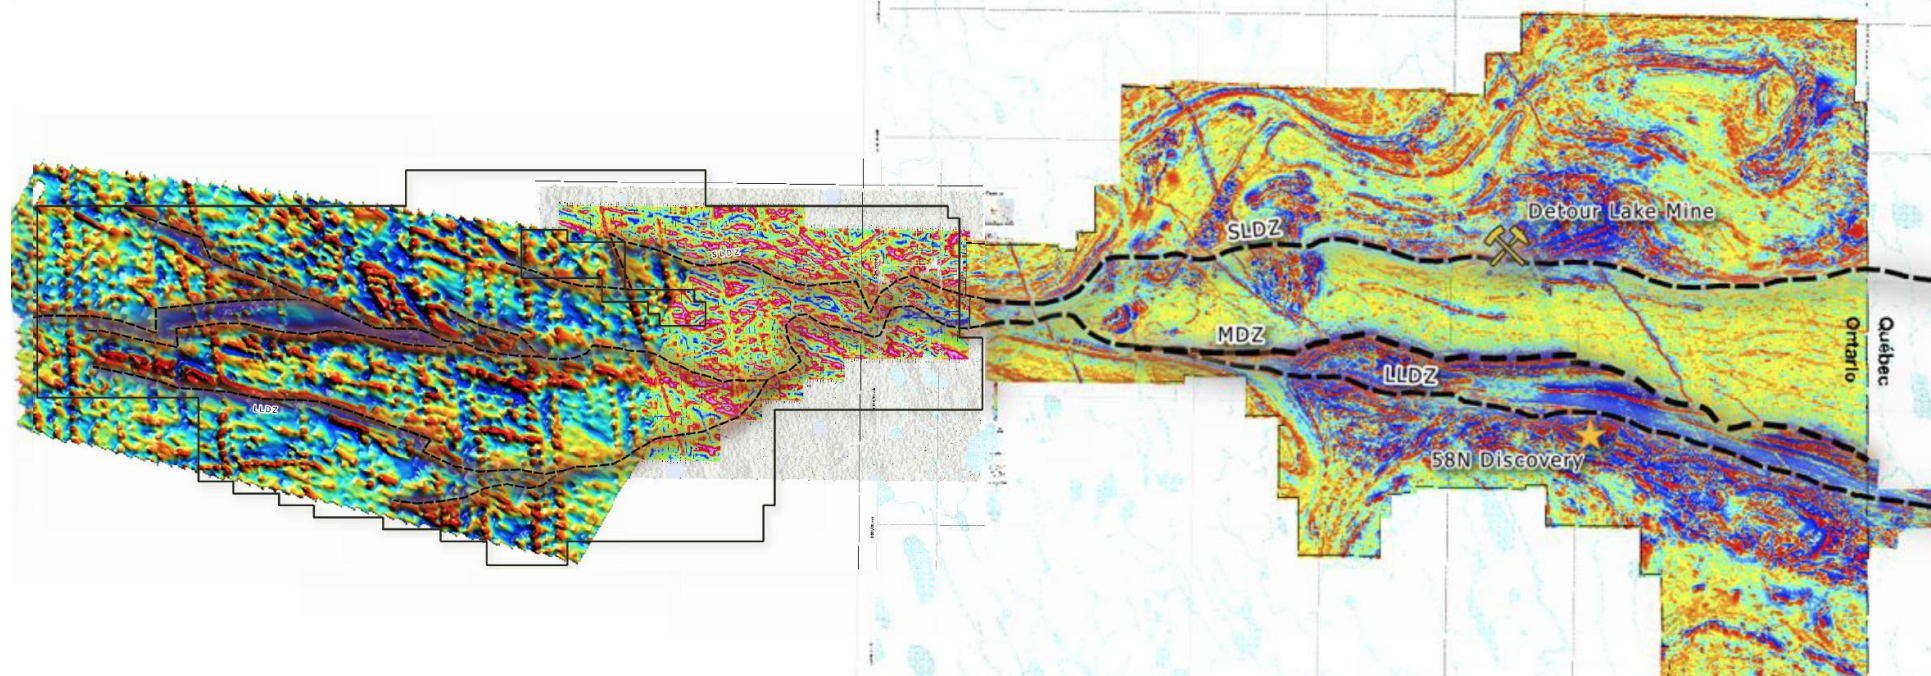 Detour Lake Mine
SLDZ
SLDZ
MDZ
Ontario
Québec
LLDZ
LLDZ
58N Discovery